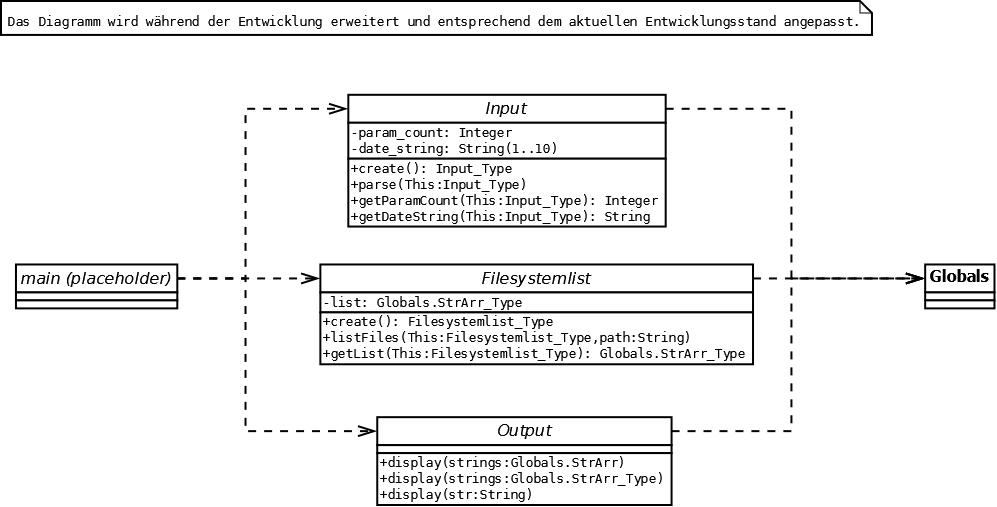 Das Diagramm wird während der Entwicklung erweitert und entsprechend dem aktuellen Entwicklungsstand angepasst.
Input
-param_count: Integer
-date_string: String(1..10)
+create(): Input_Type
+parse(This:Input_Type)
+getParamCount(This:Input_Type): Integer
+getDateString(This:Input_Type): String
main (placeholder)
Filesystemlist
-list: Globals.StrArr_Type
+create(): Filesystemlist_Type
+listFiles(This:Filesystemlist_Type,path:String)
+getList(This:Filesystemlist_Type): Globals.StrArr_Type
Globals
Output
+display(strings:Globals.StrArr)
+display(strings:Globals.StrArr_Type)
+display(str:String)